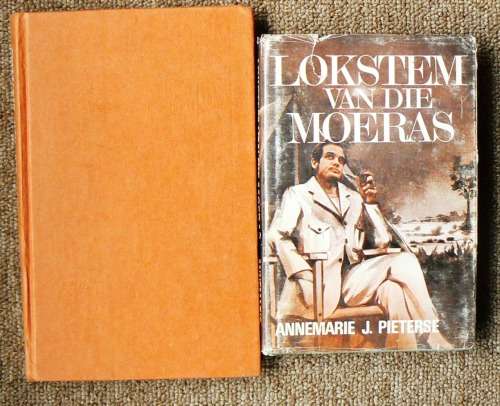 LOKSTEM
VAN DIE
MOERAS
ANNEMARIE J. PIETERSE